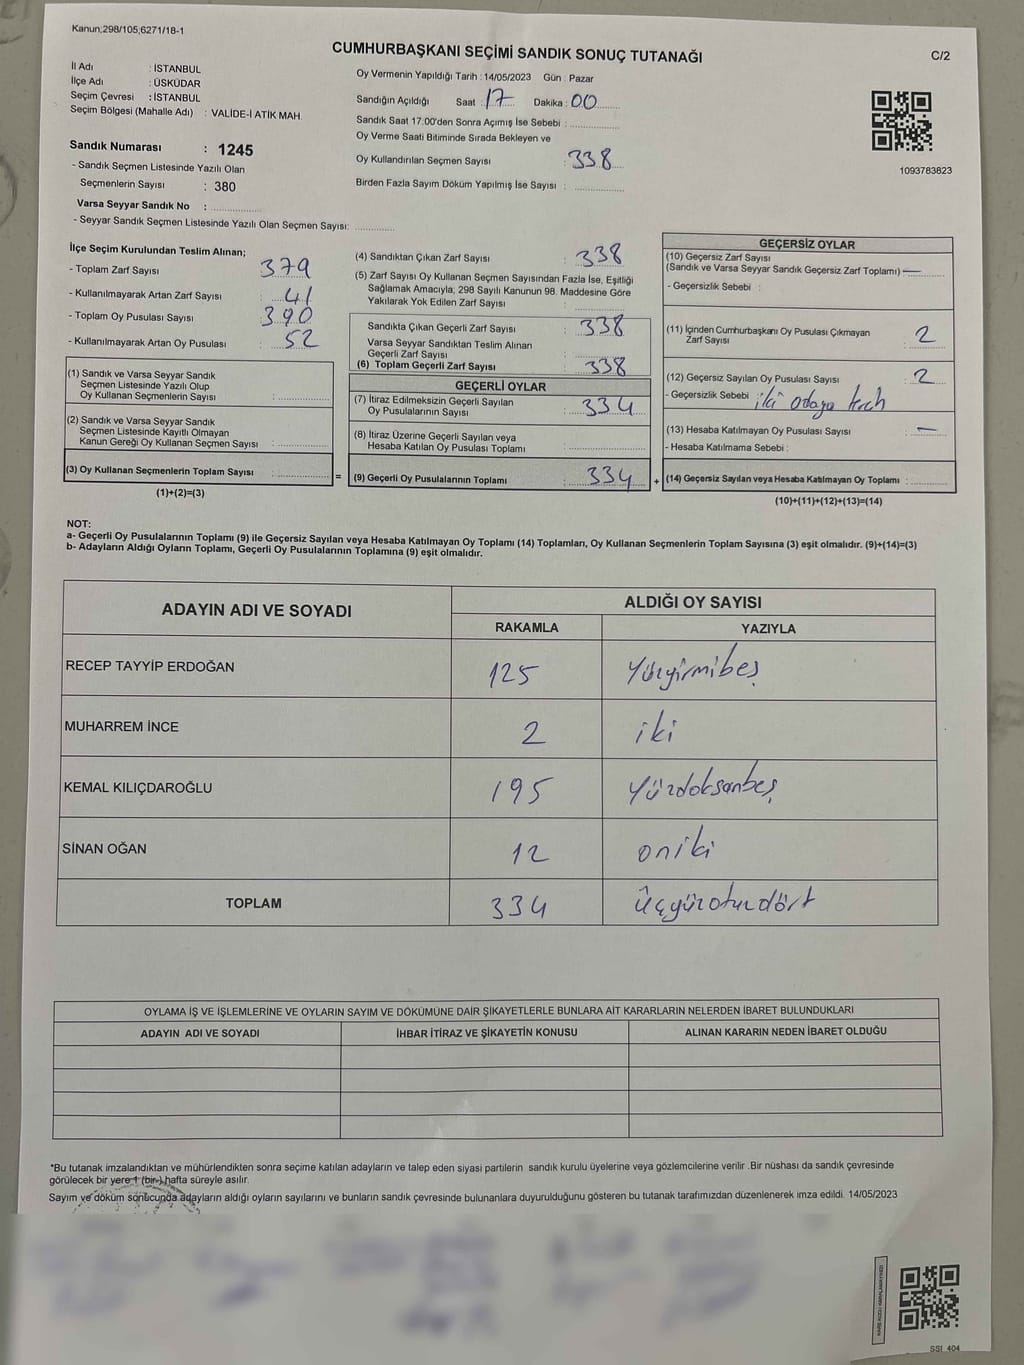 Kanun;298/105;6271/18-1
CUMHURBAŞKANI SEÇİMİ SANDIK SONUÇ TUTANAĞI
C/2
İl Adı : İSTANBUL
İlçe Adı : ÜSKÜDAR
Seçim Çevresi : İSTANBUL
Seçim Bölgesi (Mahalle Adı) : VALİDE-İ ATİK MAH.
Sandık Numarası : 1245
- Sandık Seçmen Listesinde Yazılı Olan
Seçmenlerin Sayısı : 380
Varsa Seyyar Sandık No : ..............
- Seyyar Sandık Seçmen Listesinde Yazılı Olan Seçmen Sayısı: ............
Oy Vermenin Yapıldığı Tarih : 14/05/2023 Gün : Pazar
Sandığın Açıldığı Saat : 17 Dakika : 00
Sandık Saat 17:00'den Sonra Açımış İse Sebebi : ..............
Oy Verme Saati Bitiminde Sırada Bekleyen ve
Oy Kullandırılan Seçmen Sayısı : 338
Birden Fazla Sayım Döküm Yapılmış İse Sayısı : ..............
1093783823
İlçe Seçim Kurulundan Teslim Alınan;
- Toplam Zarf Sayısı : 379
- Kullanılmayarak Artan Zarf Sayısı : 41
- Toplam Oy Pusulası Sayısı : 390
- Kullanılmayarak Artan Oy Pusulası : 52
(1) Sandık ve Varsa Seyyar Sandık
Seçmen Listesinde Yazılı Olup
Oy Kullanan Seçmenlerin Sayısı : ..............
(2) Sandık ve Varsa Seyyar Sandık
Seçmen Listesinde Kayıtlı Olmayan
Kanun Gereği Oy Kullanan Seçmen Sayısı : ..............
(3) Oy Kullanan Seçmenlerin Toplam Sayısı : ..............
(1)+(2)=(3)
(4) Sandıktan Çıkan Zarf Sayısı : 338
(5) Zarf Sayısı Oy Kullanan Seçmen Sayısından Fazla İse, Eşitliği
Sağlamak Amacıyla; 298 Sayılı Kanunun 98. Maddesine Göre
Yakılarak Yok Edilen Zarf Sayısı : ..............
Sandıkta Çıkan Geçerli Zarf Sayısı : 338
Varsa Seyyar Sandıktan Teslim Alınan
Geçerli Zarf Sayısı : ..............
(6) Toplam Geçerli Zarf Sayısı : 338
GEÇERLİ OYLAR
(7) İtiraz Edilmeksizin Geçerli Sayılan
Oy Pusulalarının Sayısı : 334
(8) İtiraz Üzerine Geçerli Sayılan veya
Hesaba Katılan Oy Pusulası Toplamı : ..............
= (9) Geçerli Oy Pusulalarının Toplamı : 334 +
GEÇERSİZ OYLAR
(10) Geçersiz Zarf Sayısı
(Sandık ve Varsa Seyyar Sandık Geçersiz Zarf Toplamı) : —
- Geçersizlik Sebebi :
(11) İçinden Cumhurbaşkanı Oy Pusulası Çıkmayan
Zarf Sayısı : 2
(12) Geçersiz Sayılan Oy Pusulası Sayısı : 2
- Geçersizlik Sebebi : iki
(13) Hesaba Katılmayan Oy Pusulası Sayısı : —
- Hesaba Katılmama Sebebi :
(14) Geçersiz Sayılan veya Hesaba Katılmayan Oy Toplamı : ..........
(10)+(11)+(12)+(13)=(14)
NOT:
a- Geçerli Oy Pusulalarının Toplamı (9) ile Geçersiz Sayılan veya Hesaba Katılmayan Oy Toplamı (14) Toplamları, Oy Kullanan Seçmenlerin Toplam Sayısına (3) eşit olmalıdır. (9)+(14)=(3)
b- Adayların Aldığı Oyların Toplamı, Geçerli Oy Pusulalarının Toplamına (9) eşit olmalıdır.
ADAYIN ADI VE SOYADI
ALDIĞI OY SAYISI
RAKAMLA YAZIYLA
RECEP TAYYİP ERDOĞAN 125 Yüzyirmibeş
MUHARREM İNCE 2 iki
KEMAL KILIÇDAROĞLU 195 Yüzdoksanbeş
SİNAN OĞAN 12 oniki
TOPLAM 334 Üçyüzotuzdört
OYLAMA İŞ VE İŞLEMLERİNE VE OYLARIN SAYIM VE DÖKÜMÜNE DAİR ŞİKAYETLERLE BUNLARA AİT KARARLARIN NELERDEN İBARET BULUNDUKLARI
ADAYIN ADI VE SOYADI İHBAR İTİRAZ VE ŞİKAYETİN KONUSU ALINAN KARARIN NEDEN İBARET OLDUĞU
*Bu tutanak imzalandıktan ve mühürlendikten sonra seçime katılan adayların ve talep eden siyasi partilerin sandık kurulu üyelerine veya gözlemcilerine verilir .Bir nüshası da sandık çevresinde
görülecek bir yere 1 (bir-) hafta süreyle asılır.
Sayım ve döküm sonucunda adayların aldığı oyların sayılarını ve bunların sandık çevresinde bulunanlara duyurulduğunu gösteren bu tutanak tarafımızdan düzenlenerek imza edildi. 14/05/2023
SSI_404